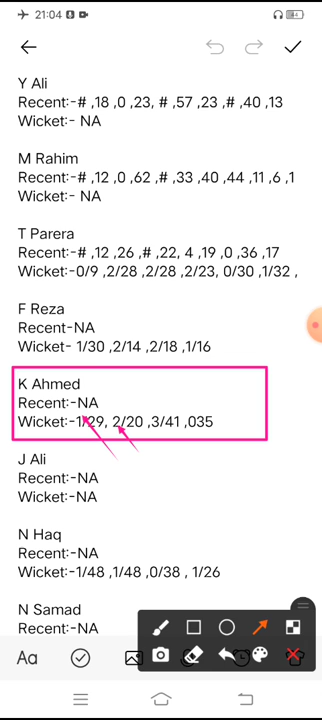 21:04
Y Ali
Recent:-# ,18 ,0 ,23, # ,57 ,23 ,# ,40 ,13
Wicket:- NA
M Rahim
Recent:-# ,12 ,0 ,62 ,# ,33 ,40 ,44 ,11 ,6 ,1
Wicket:- NA
T Parera
Recent:-# ,12 ,26 ,# ,22, 4 ,19 ,0 ,36 ,17
Wicket:-0/9 ,2/28 ,2/28 ,2/23, 0/30 ,1/32 ,
F Reza
Recent-NA
Wicket- 1/30 ,2/14 ,2/18 ,1/16
K Ahmed
Recent:-NA
Wicket:-1/29, 2/20 ,3/41 ,035
J Ali
Recent:-NA
Wicket:-NA
N Haq
Recent:-NA
Wicket:-1/48 ,1/48 ,0/38 , 1/26
N Samad
Recent:-NA
Aa